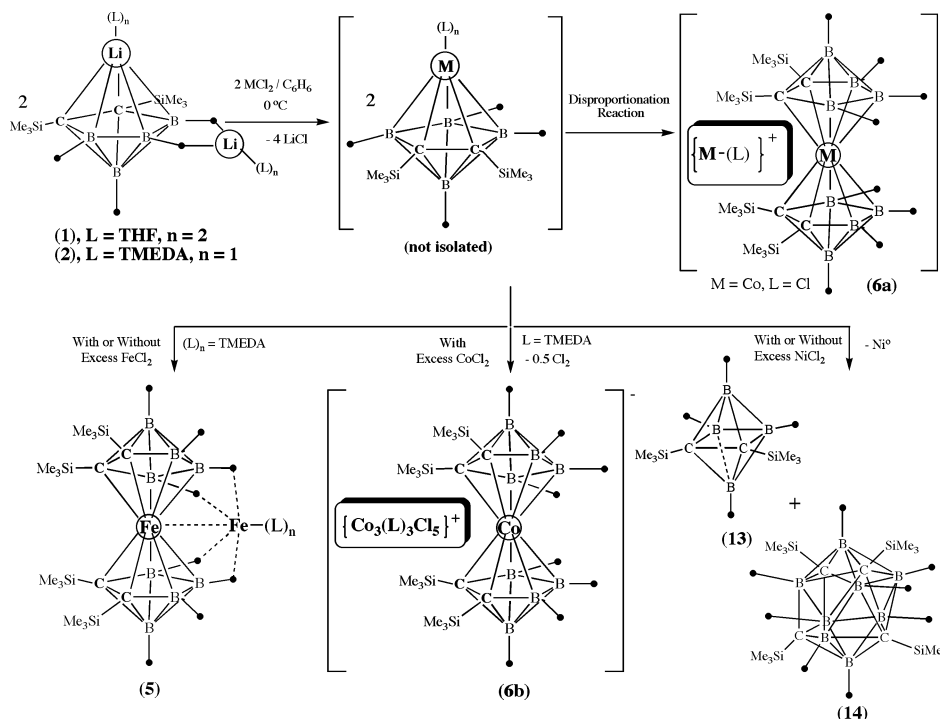 (L)n
Li
2
SiMe3
C
Me3Si
C
B
B
B
Li
(L)n
B
(1), L = THF, n = 2
(2), L = TMEDA, n = 1
2 MCl2 / C6H6
0 ºC
- 4 LiCl
2
(L)n
M
B
B
B
C
C
Me3Si
SiMe3
B
(not isolated)
Disproportionation
Reaction
B
Me3Si
C
B
Me3Si
C
B
B
{M-(L) }+
M
Me3Si
C
B
B
C
B
Me3Si
B
M = Co, L = Cl
(6a)
With or Without
Excess FeCl2
(L)n = TMEDA
With
Excess CoCl2
L = TMEDA
- 0.5 Cl2
With or Without
Excess NiCl2
- Niº
B
Me3Si
C
B
Me3Si
C
B
B
Fe
Fe
(L)n
Me3Si
C
B
B
C
B
Me3Si
B
(5)
-
B
Me3Si
C
B
Me3Si
C
B
B
{Co3(L)3Cl5}+
Co
Me3Si
C
B
B
C
B
Me3Si
B
(6b)
B
B
B
C
C
Me3Si
SiMe3
B
(13)
+
Me3Si
B
SiMe3
C
C
B
B
B
B
B
C
B
C
Me3Si
SiMe3
B
(14)